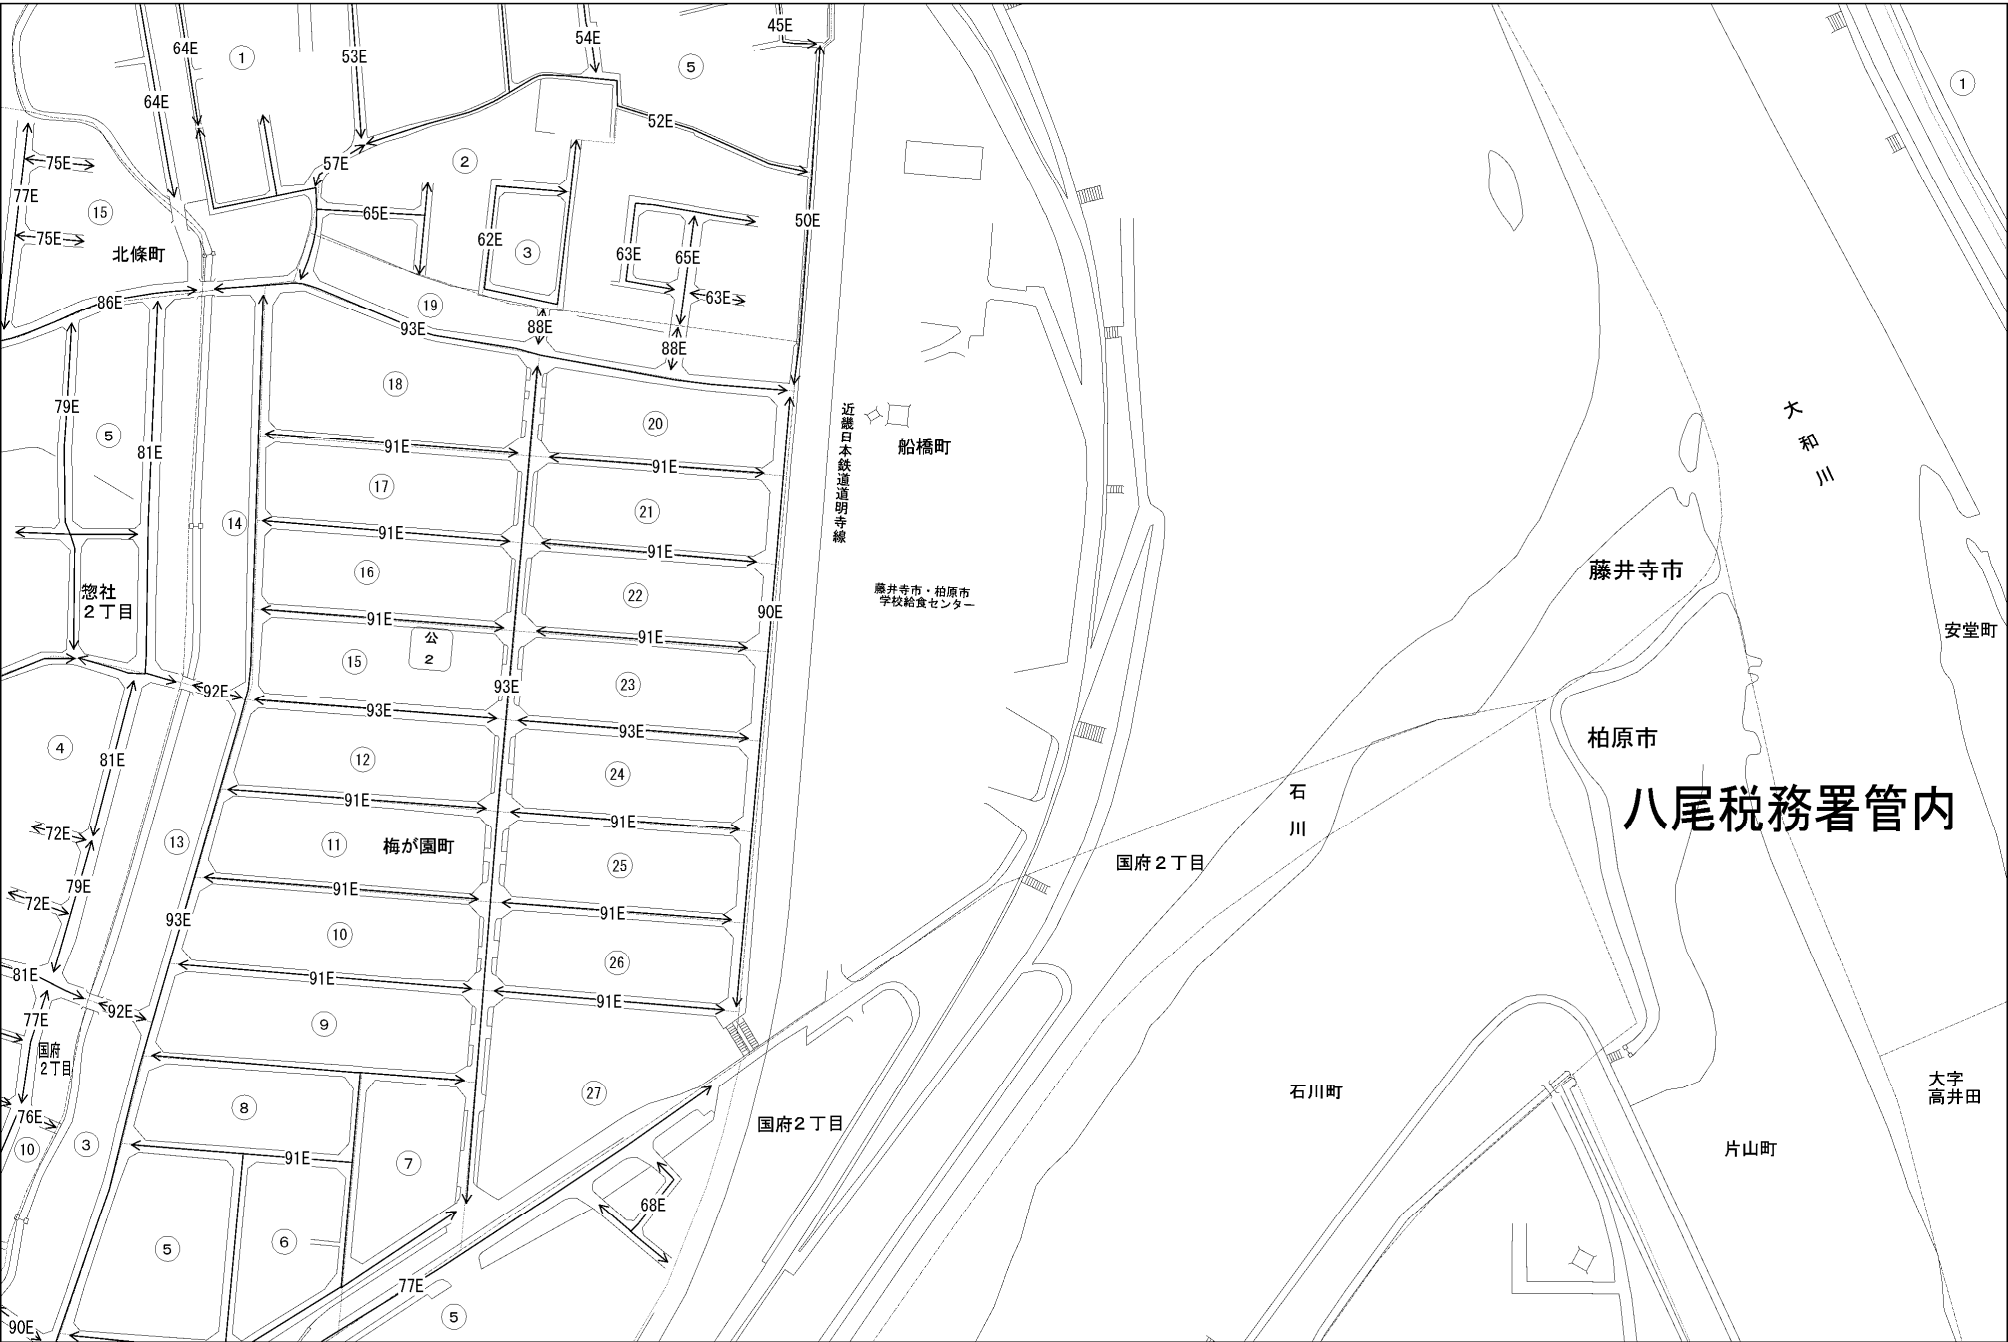 64E
①
53E
54E
45E
⑤
①
64E
52E
75E
57E
②
77E
⑮
65E
50E
75E
62E
③
63E
65E
北條町
86E
⑲
63E
93E
88E
88E
⑱
79E
⑤
⑳
近畿日本鉄道道明寺線
大和川
91E
船橋町
81E
91E
⑰
㉑
⑭
91E
91E
藤井寺市
⑯
㉒
藤井寺市・柏原市
学校給食センター
惣社
2丁目
90E
91E
公
2
91E
安堂町
⑮
㉓
92E
93E
93E
93E
柏原市
④
81E
⑫
㉔
石川
八尾税務署管内
91E
91E
72E
⑬
⑪
梅が園町
国府2丁目
㉕
79E
91E
72E
91E
93E
⑩
㉖
81E
91E
91E
92E
77E
⑨
国府
2丁目
㉗
石川町
大字
高井田
⑧
76E
国府2丁目
⑩
③
91E
⑦
片山町
68E
⑤
⑥
77E
⑤
90E